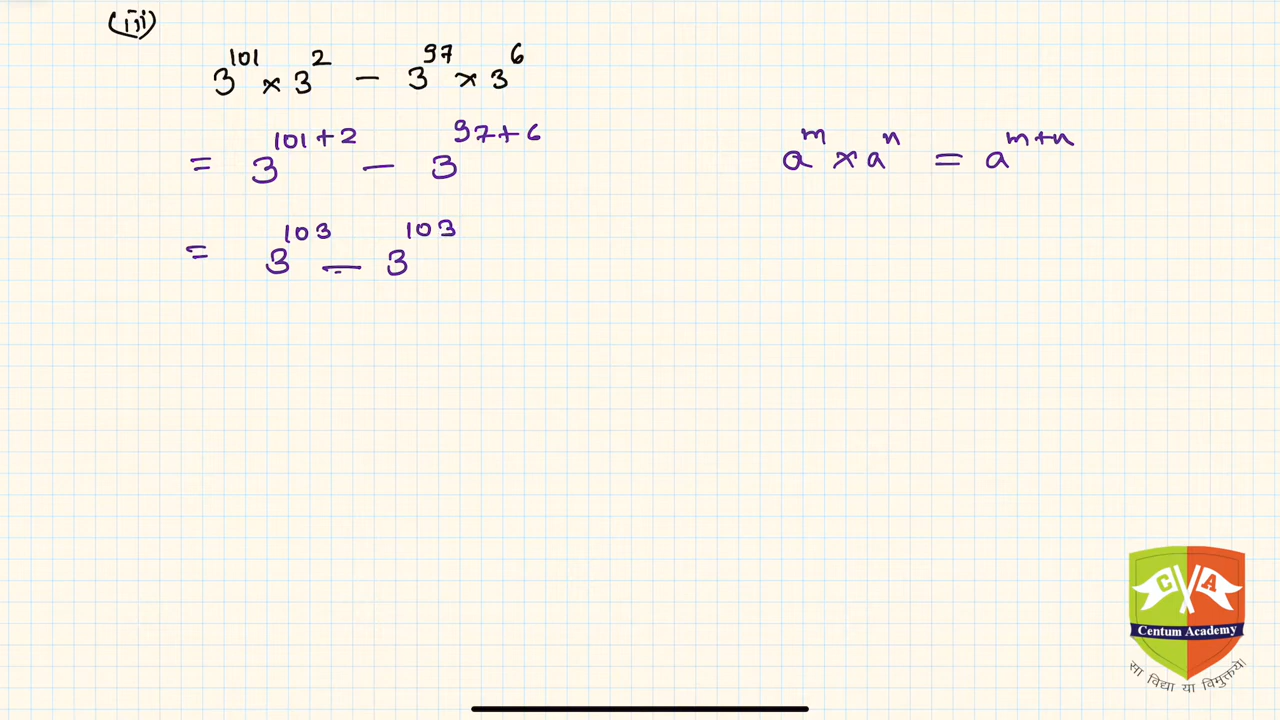 (iii)
3^101 × 3^2 − 3^97 × 3^6
= 3^101+2 − 3^97+6
a^m × a^n = a^m+n
= 3^103 − 3^103
C A
Centum Academy
सा विद्या या विमुक्तये।